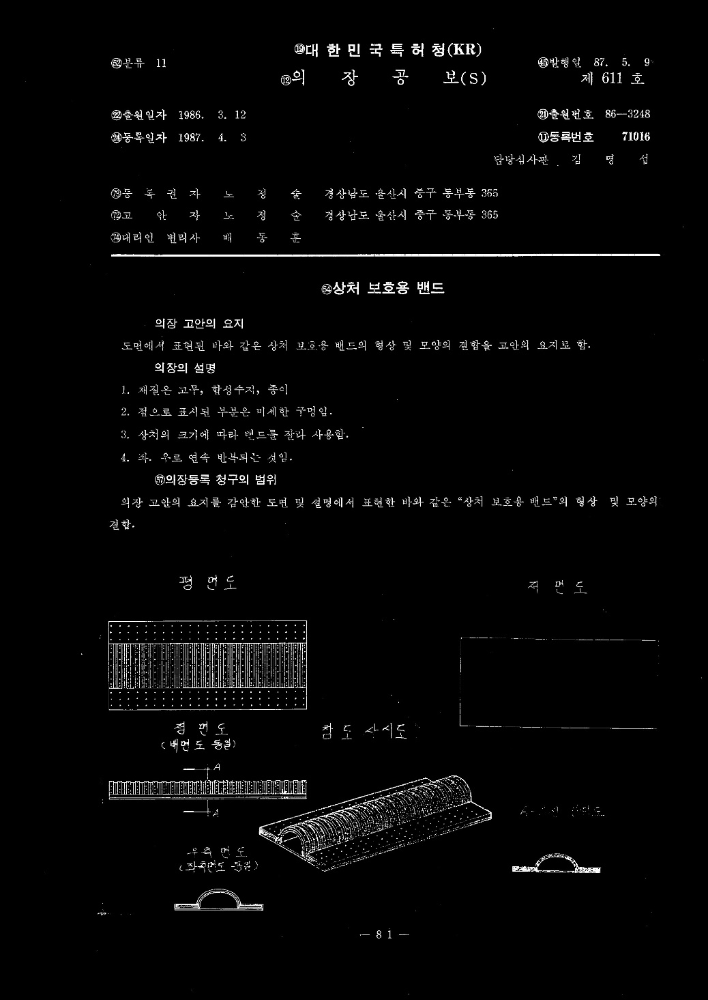 ⑲대한민국특허청(KR)
㊾분류 11
⑫의 장 공 보(S)
㊺발행일 87. 5. 9
제 611 호
㉒출원일자 1986. 3. 12
㉑출원번호 86—3248
㉔등록일자 1987. 4. 3
⑪등록번호 71016
담당심사관 김 명 섭
㉓등 록 권 자 노 정 술 경상남도 울산시 중구 동부동 365
㉒고 안 자 노 정 술 경상남도 울산시 중구 동부동 365
㉔대리인 변리사 배 동 훈
㊴상처 보호용 밴드
의장 고안의 요지
도면에서 표현된 바와 같은 상처 보호용 밴드의 형상 및 모양의 결합을 고안의 요지로 함.
의장의 설명
1. 재질은 고무, 합성수지, 종이
2. 점으로 표시된 부분은 미세한 구멍임.
3. 상처의 크기에 따라 밴드를 잘라 사용함.
4. 좌. 우로 연속 반복되는 것임.
㊼의장등록 청구의 범위
의장 고안의 요지를 감안한 도면 및 설명에서 표현한 바와 같은 “상처 보호용 밴드”의 형상 및 모양의
결합.
평 면 도
저 면 도
정 면 도
(배면도 동일)
참 도 사시도
A
A
A-A선 단면도
우 측 면 도
(좌측면도 동일)
— 8 1 —